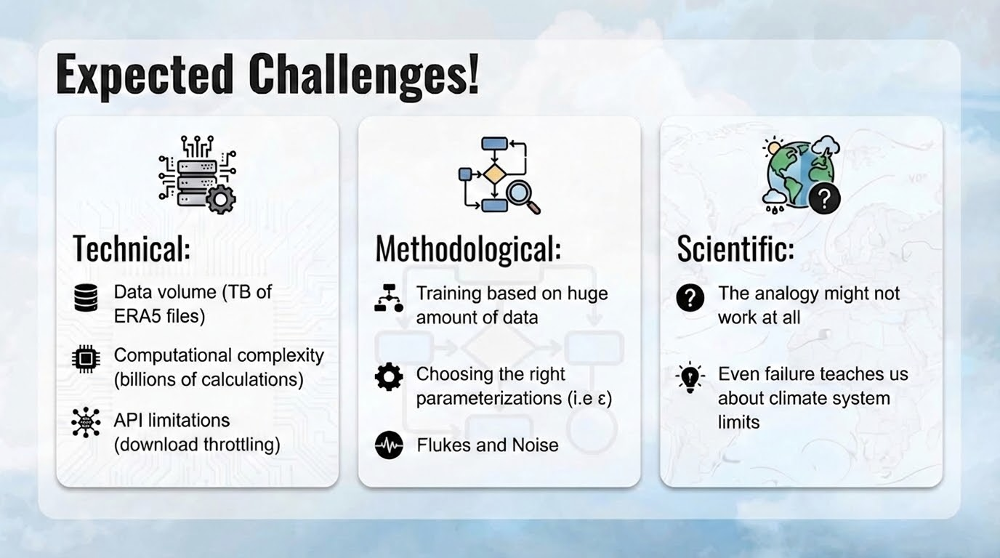 Expected Challenges!
Technical:
Data volume (TB of
ERA5 files)
Computational complexity
(billions of calculations)
API limitations
(download throttling)
Methodological:
Training based on huge
amount of data
Choosing the right
parameterizations (i.e ε)
Flukes and Noise
Scientific:
The analogy might not
work at all
Even failure teaches us
about climate system
limits